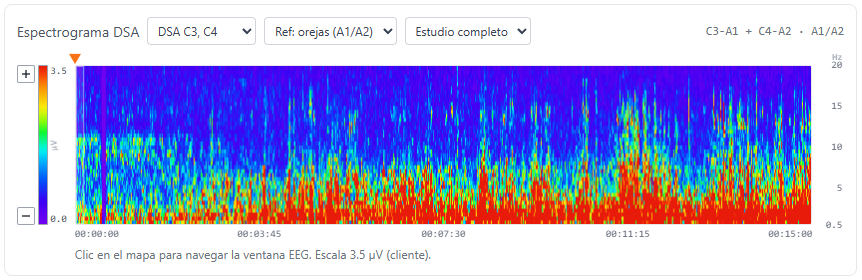 Espectrograma DSA DSA C3, C4 Ref: orejas (A1/A2) Estudio completo C3-A1 + C4-A2 · A1/A2
Hz
+ 3.5 20
15
µV 10
5
− 0.0 0.5
00:00:00 00:03:45 00:07:30 00:11:15 00:15:00
Clic en el mapa para navegar la ventana EEG. Escala 3.5 µV (cliente).